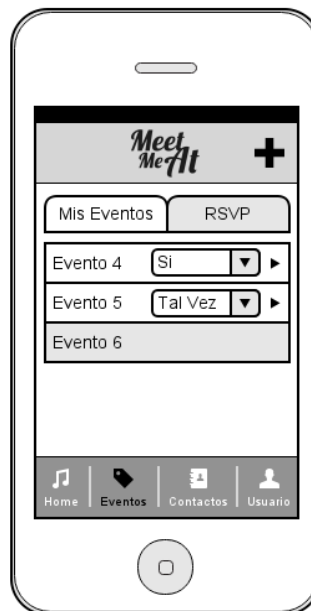 Meet
Me At
Mis Eventos RSVP
Evento 4 Si
Evento 5 Tal Vez
Evento 6
Home Eventos Contactos Usuario